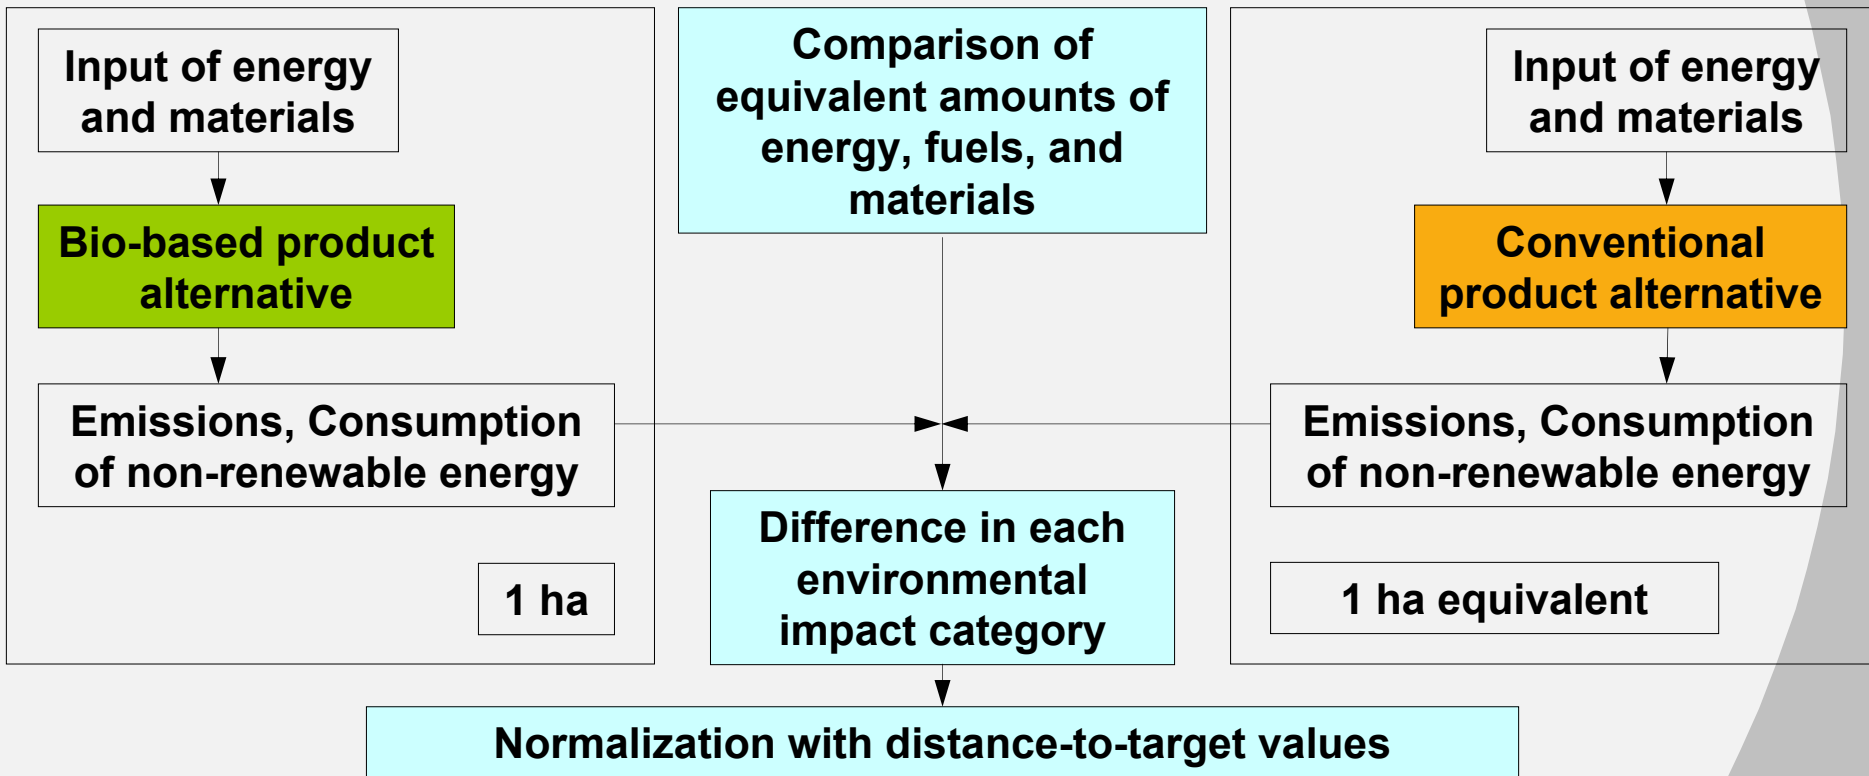 Input of energy
and materials
Bio-based product
alternative
Emissions, Consumption
of non-renewable energy
1 ha
Comparison of
equivalent amounts of
energy, fuels, and
materials
Difference in each
environmental
impact category
Input of energy
and materials
Conventional
product alternative
Emissions, Consumption
of non-renewable energy
1 ha equivalent
Normalization with distance-to-target values